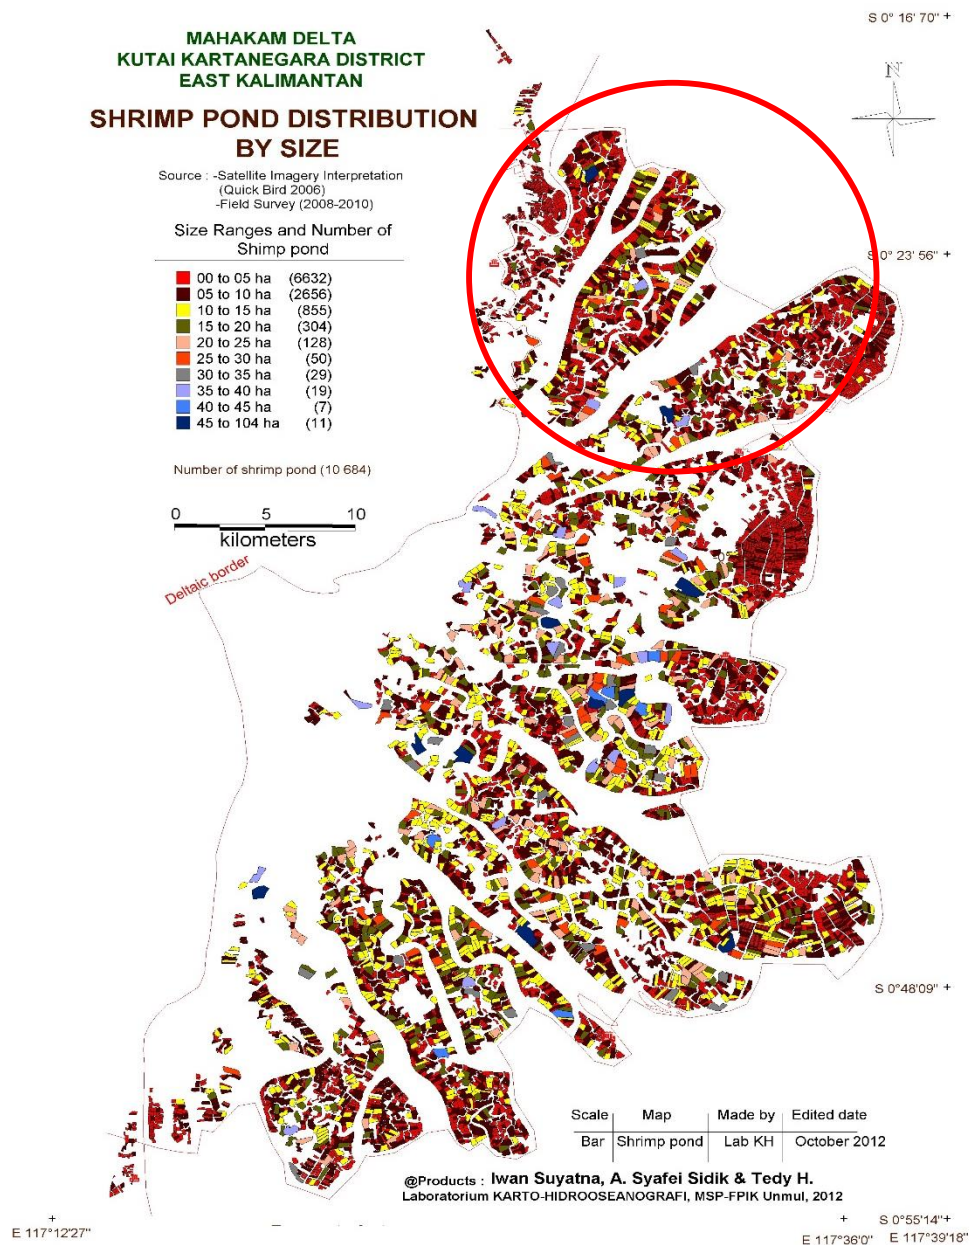 S 0° 16' 70" +
MAHAKAM DELTA
KUTAI KARTANEGARA DISTRICT
EAST KALIMANTAN
SHRIMP POND DISTRIBUTION
BY SIZE
Source : -Satellite Imagery Interpretation
(Quick Bird 2006)
-Field Survey (2008-2010)
N
Size Ranges and Number of
Shimp pond
S 0° 23' 56" +
00 to 05 ha (6632)
05 to 10 ha (2656)
10 to 15 ha (855)
15 to 20 ha (304)
20 to 25 ha (128)
25 to 30 ha (50)
30 to 35 ha (29)
35 to 40 ha (19)
40 to 45 ha (7)
45 to 104 ha (11)
Number of shrimp pond (10 684)
0 5 10
kilometers
Deltaic border
S 0°48'09" +
Scale Map Made by Edited date
Bar Shrimp pond Lab KH October 2012
@Products : Iwan Suyatna, A. Syafei Sidik & Tedy H.
Laboratorium KARTO-HIDROOSEANOGRAFI, MSP-FPIK Unmul, 2012
S 0°55'14"+
E 117°12'27"
E 117°36'0" E 117°39'18"